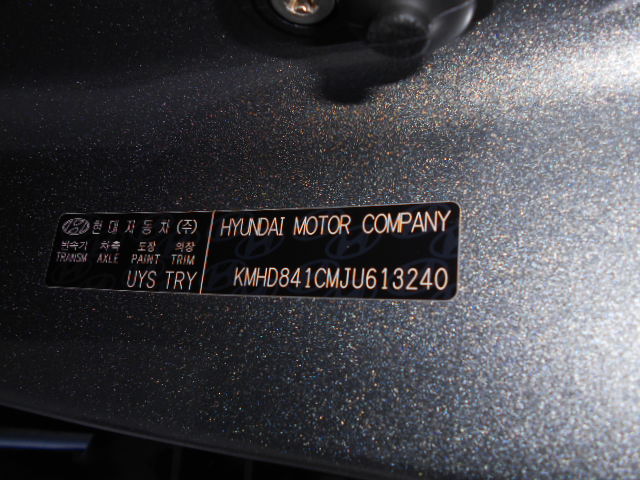 현대자동차(주)
변속기 차축 도장 의장
TRANSM AXLE PAINT TRIM
UYS TRY
HYUNDAI MOTOR COMPANY
KMHD841CMJU613240